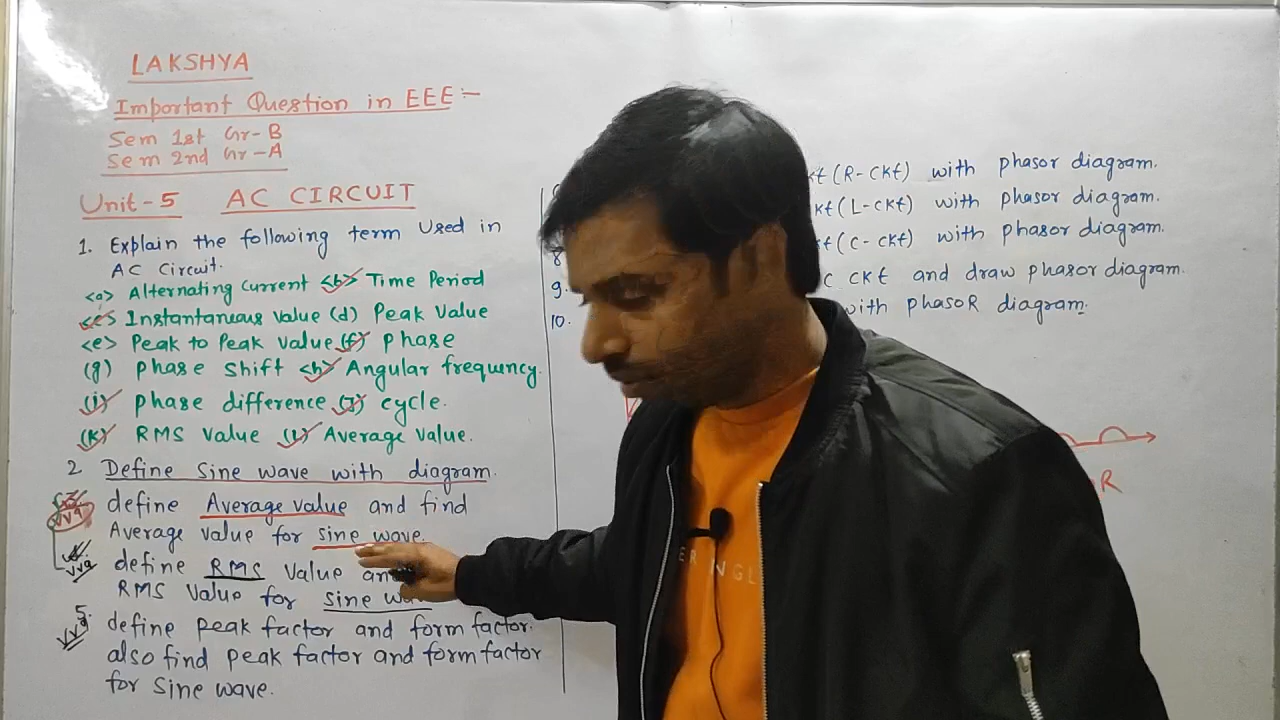 LAKSHYA
Important Question in EEE :-
Sem 1st Gr-B
Sem 2nd Gr-A
Unit-5 AC CIRCUIT
1. Explain the following term used in
AC Circuit.
<a> Alternating current <b> Time Period
<c> Instantaneous value (d) Peak Value
<e> Peak to Peak value (f) phase
(g) phase shift <h> Angular frequency.
(i) phase difference (J) cycle.
(k) RMS value (l) Average value.
2 Define sine wave with diagram.
define Average value and find
Average value for sine wave.
define RMS value
RMS value for sine
5. define peak factor and form factor.
also find peak factor and form factor
for sine wave.
(R-ckt) with phasor diagram.
(L-ckt) with phasor diagram.
8 (C-ckt) with phasor diagram.
9. C ckt and draw phasor diagram.
10. with phasoR diagram.
R